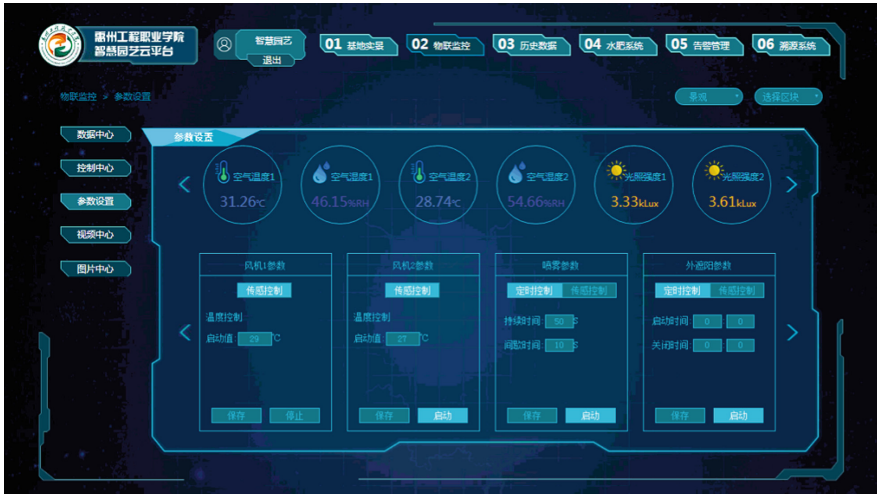 惠州工程职业学院
智慧园艺云平台
智慧园艺
退出
01 基地实景
02 物联监控
03 历史数据
04 水肥系统
05 告警管理
06 溯源系统
物联监控 > 参数设置
景观
选择区块
数据中心
控制中心
参数设置
视频中心
图片中心
参数设置
空气温度1
31.26℃
空气湿度1
46.15%RH
空气温度2
28.74℃
空气湿度2
54.66%RH
光照强度1
3.33kLux
光照强度2
3.61kLux
风机1参数
传感控制
温度控制
启动值: 29 ℃
保存 停止
风机2参数
传感控制
温度控制
启动值: 27 ℃
保存 启动
喷雾参数
定时控制 传感控制
持续时间: 50 S
间歇时间: 10 S
保存 启动
外遮阳参数
定时控制 传感控制
启动时间: 0 0
关闭时间: 0 0
保存 启动